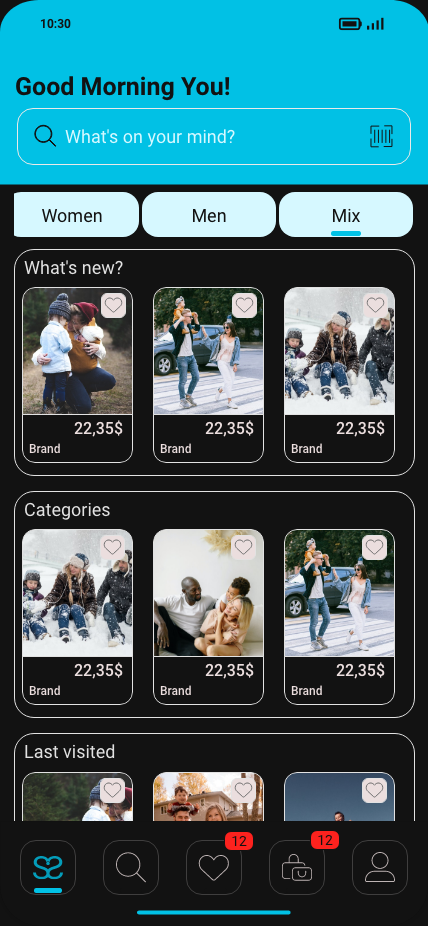 10:30
Good Morning You!
What's on your mind?
Women Men Mix
What's new?
22,35$ 22,35$ 22,35$
Brand Brand Brand
Categories
22,35$ 22,35$ 22,35$
Brand Brand Brand
Last visited
12 12